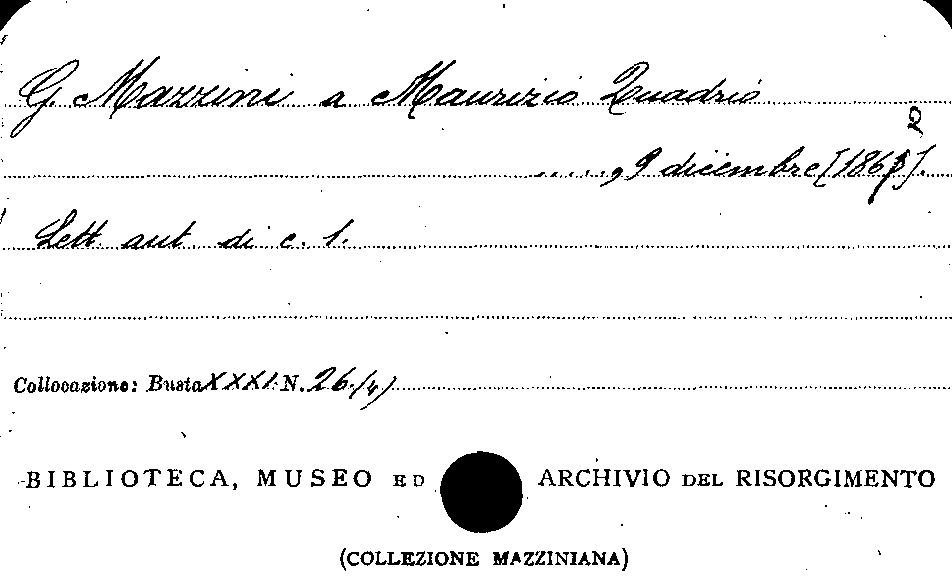 G. Mazzini a Maurizio Quadrio
2
....., 9 dicembre [1863].
Lett. aut. di c. 1.
Collocazione: Busta XXXI N. 26/4)
BIBLIOTECA, MUSEO ED ARCHIVIO DEL RISORGIMENTO
(COLLEZIONE MAZZINIANA)